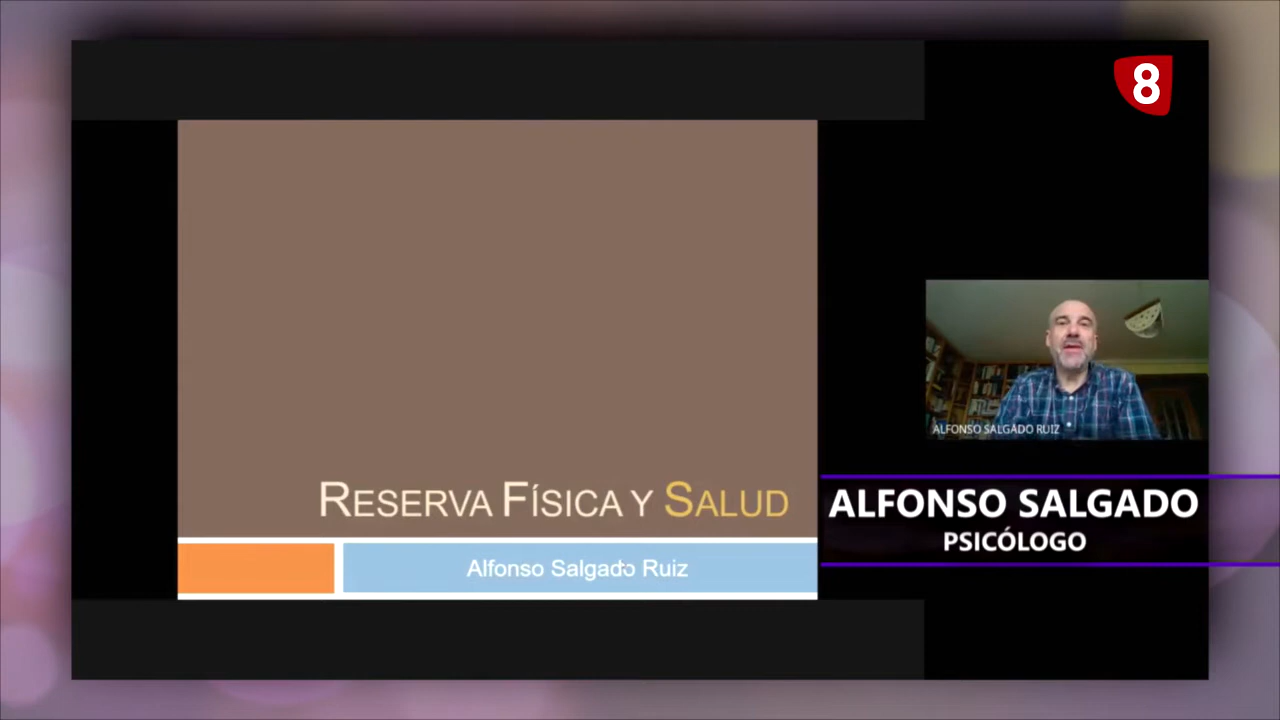 8
RESERVA FÍSICA Y SALUD
Alfonso Salgado Ruiz
ALFONSO SALGADO RUIZ
ALFONSO SALGADO
PSICÓLOGO